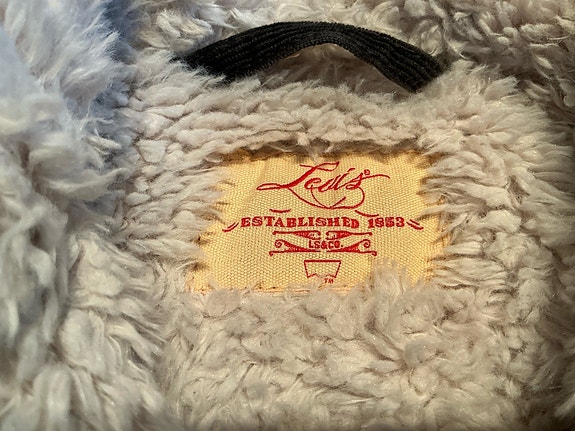 Levi's
ESTABLISHED 1853
LS&CO.
TM